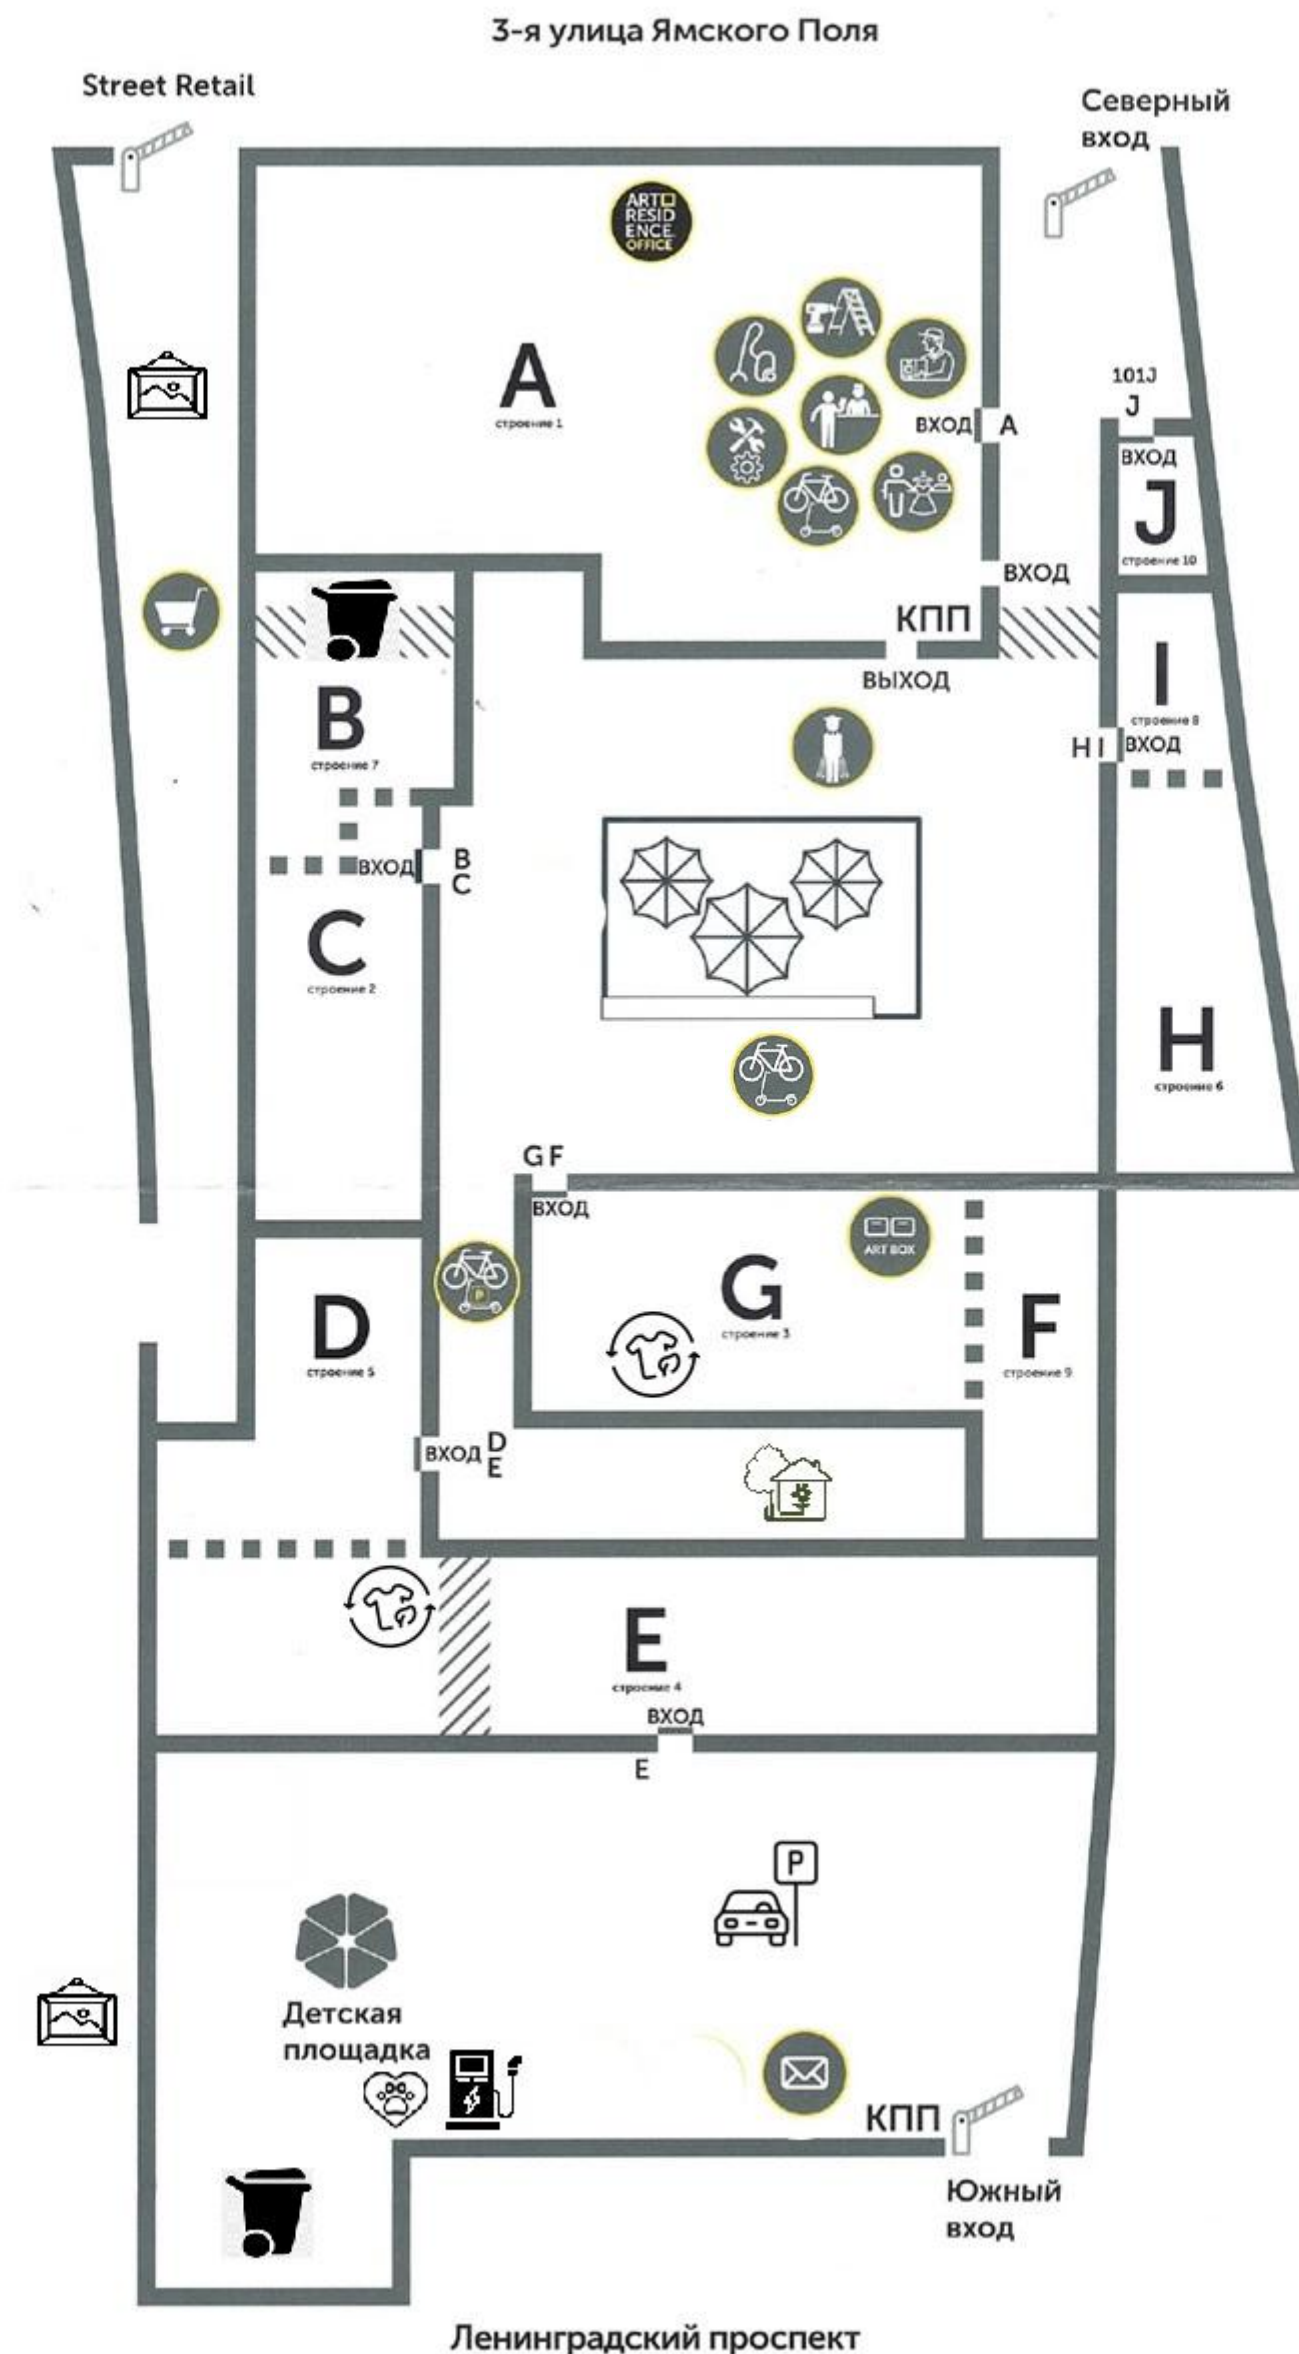 3-я улица Ямского Поля
Street Retail
Северный
вход
ART
RESID
ENCE.
OFFICE
A
строение 1
ВХОД A
101J
J
ВХОД
J
строение 10
ВХОД
КПП
ВЫХОД
B
строение 7
I
строение 8
H I ВХОД
ВХОД B
C
C
строение 2
H
строение 6
G F
ВХОД
ART BOX
G
строение 3
D
строение 5
P
F
строение 9
ВХОД D
E
E
строение 4
ВХОД
E
P
Детская
площадка
КПП
Южный
вход
Ленинградский проспект